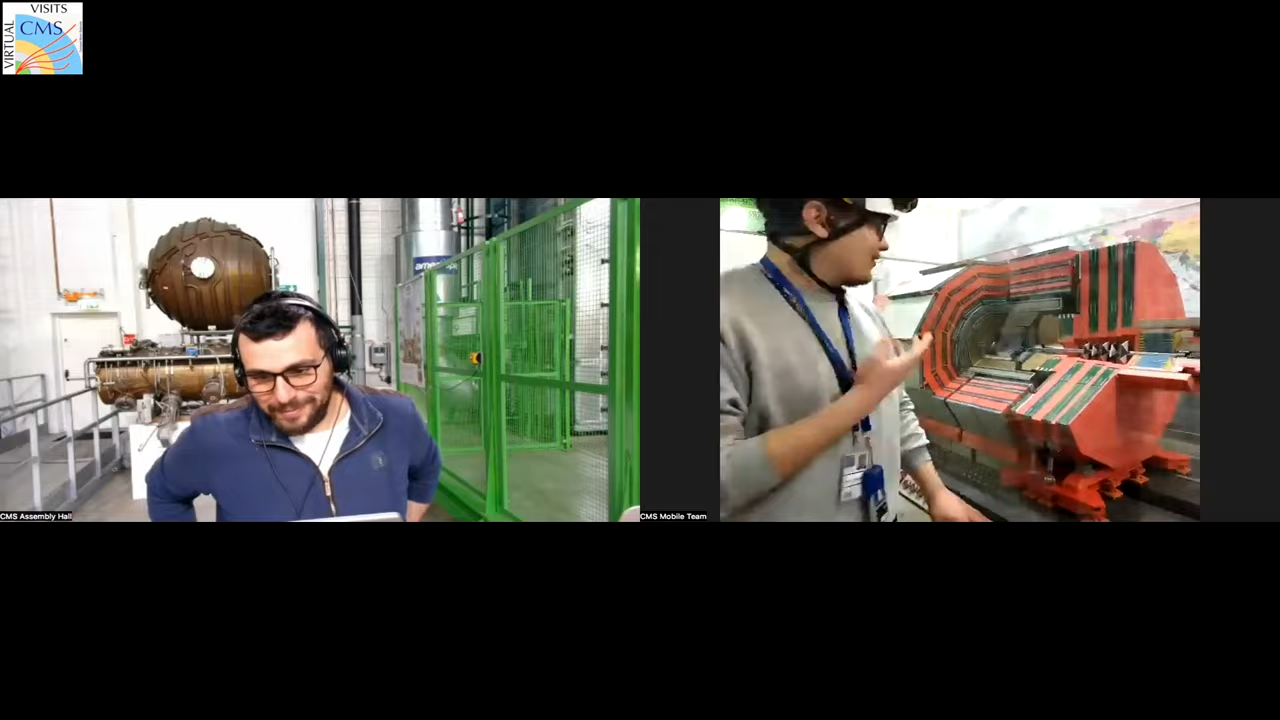 VISITS
VIRTUAL
CMS
CMS Assembly Hall
CMS Mobile Team